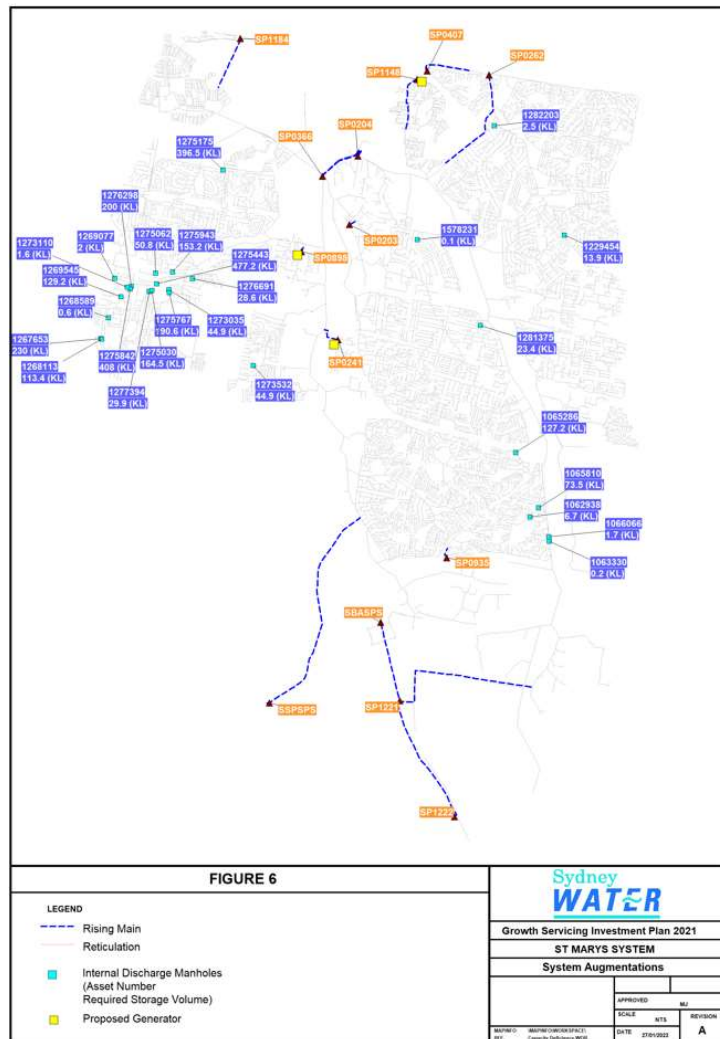 SP1184
SP0407
SP1148
SP0262
1282203
2.5 (KL)
1275175
396.5 (KL)
SP0204
SP0366
1276298
200 (KL)
1269077
2 (KL)
1275062
50.8 (KL)
1275943
153.2 (KL)
SP0203
1578231
0.1 (KL)
1229454
13.9 (KL)
1273110
1.6 (KL)
1269545
129.2 (KL)
1275443
477.2 (KL)
SP0898
1276691
28.6 (KL)
1268589
0.6 (KL)
1275767
190.6 (KL)
1273035
44.9 (KL)
1281375
23.4 (KL)
1267653
230 (KL)
1268113
113.4 (KL)
1275842
408 (KL)
1275030
164.5 (KL)
SP0241
1277394
29.9 (KL)
1273532
44.9 (KL)
1065286
127.2 (KL)
1065810
73.5 (KL)
1062938
6.7 (KL)
1066066
1.7 (KL)
1063330
0.2 (KL)
SP0935
SBASPS
SSPSPS
SP1221
SP1222
FIGURE 6
LEGEND
Rising Main
Reticulation
Internal Discharge Manholes
(Asset Number
Required Storage Volume)
Proposed Generator
Sydney
WATER
Growth Servicing Investment Plan 2021
ST MARYS SYSTEM
System Augmentations
APPROVED MJ
SCALE NTS
REVISION
A
DATE 27/01/2022